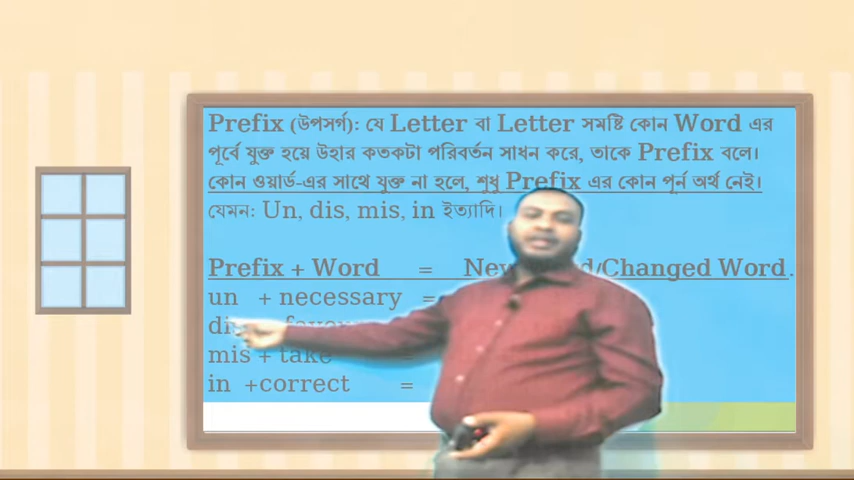 Prefix (উপসর্গ): যে Letter বা Letter সমষ্টি কোন Word এর
পূর্বে যুক্ত হয়ে উহার কতকটা পরিবর্তন সাধন করে, তাকে Prefix বলে।
কোন ওয়ার্ড-এর সাথে যুক্ত না হলে, শুধু Prefix এর কোন পূর্ন অর্থ নেই।
যেমন: Un, dis, mis, in ইত্যাদি।
Prefix + Word = /Changed Word.
un + necessary =
mis + take =
in +correct =